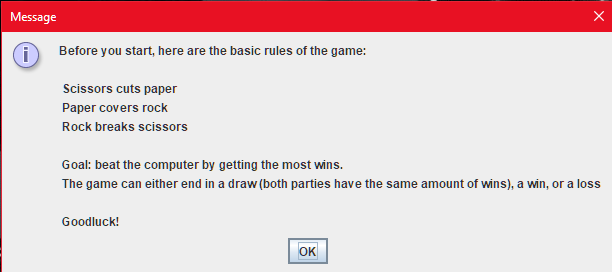 Message
Before you start, here are the basic rules of the game:
Scissors cuts paper
Paper covers rock
Rock breaks scissors
Goal: beat the computer by getting the most wins.
The game can either end in a draw (both parties have the same amount of wins), a win, or a loss
Goodluck!
OK